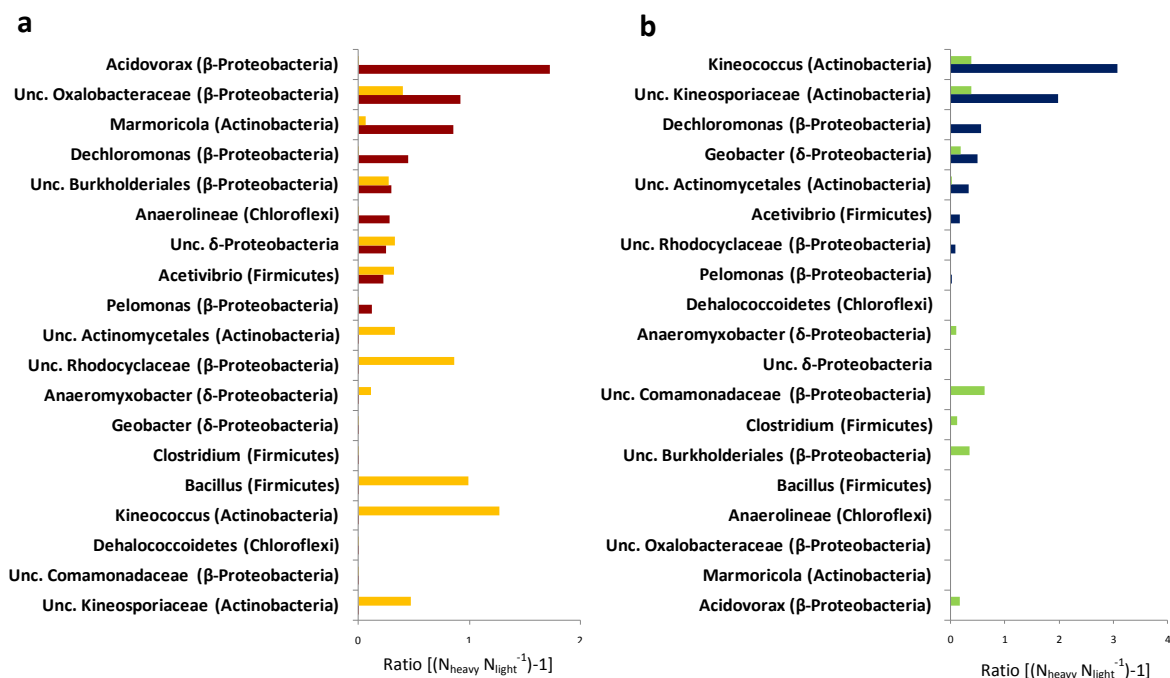 a
Acidovorax (β-Proteobacteria)
Unc. Oxalobacteraceae (β-Proteobacteria)
Marmoricola (Actinobacteria)
Dechloromonas (β-Proteobacteria)
Unc. Burkholderiales (β-Proteobacteria)
Anaerolineae (Chloroflexi)
Unc. δ-Proteobacteria
Acetivibrio (Firmicutes)
Pelomonas (β-Proteobacteria)
Unc. Actinomycetales (Actinobacteria)
Unc. Rhodocyclaceae (β-Proteobacteria)
Anaeromyxobacter (δ-Proteobacteria)
Geobacter (δ-Proteobacteria)
Clostridium (Firmicutes)
Bacillus (Firmicutes)
Kineococcus (Actinobacteria)
Dehalococcoidetes (Chloroflexi)
Unc. Comamonadaceae (β-Proteobacteria)
Unc. Kineosporiaceae (Actinobacteria)
0 1 2
Ratio [(N_heavy N_light^-1)-1]
b
Kineococcus (Actinobacteria)
Unc. Kineosporiaceae (Actinobacteria)
Dechloromonas (β-Proteobacteria)
Geobacter (δ-Proteobacteria)
Unc. Actinomycetales (Actinobacteria)
Acetivibrio (Firmicutes)
Unc. Rhodocyclaceae (β-Proteobacteria)
Pelomonas (β-Proteobacteria)
Dehalococcoidetes (Chloroflexi)
Anaeromyxobacter (δ-Proteobacteria)
Unc. δ-Proteobacteria
Unc. Comamonadaceae (β-Proteobacteria)
Clostridium (Firmicutes)
Unc. Burkholderiales (β-Proteobacteria)
Bacillus (Firmicutes)
Anaerolineae (Chloroflexi)
Unc. Oxalobacteraceae (β-Proteobacteria)
Marmoricola (Actinobacteria)
Acidovorax (β-Proteobacteria)
0 1 2 3 4
Ratio [(N_heavy N_light^-1)-1]